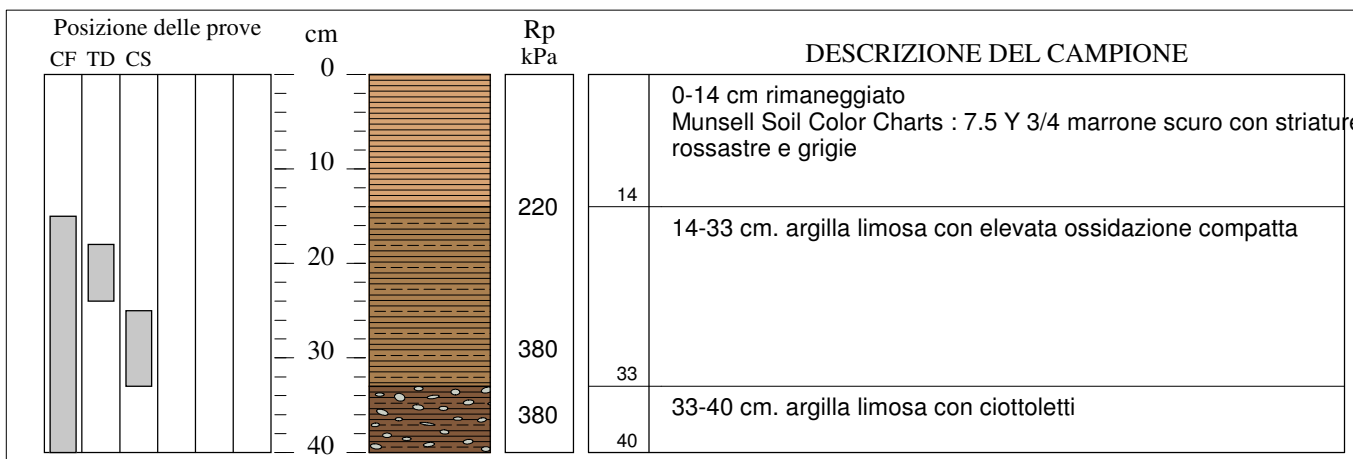 Posizione delle prove
CF TD CS
cm
Rp
kPa
DESCRIZIONE DEL CAMPIONE
0
10
20
30
40
220
380
380
0-14 cm rimaneggiato
Munsell Soil Color Charts : 7.5 Y 3/4 marrone scuro con striature
rossastre e grigie
14
14-33 cm. argilla limosa con elevata ossidazione compatta
33
33-40 cm. argilla limosa con ciottoletti
40